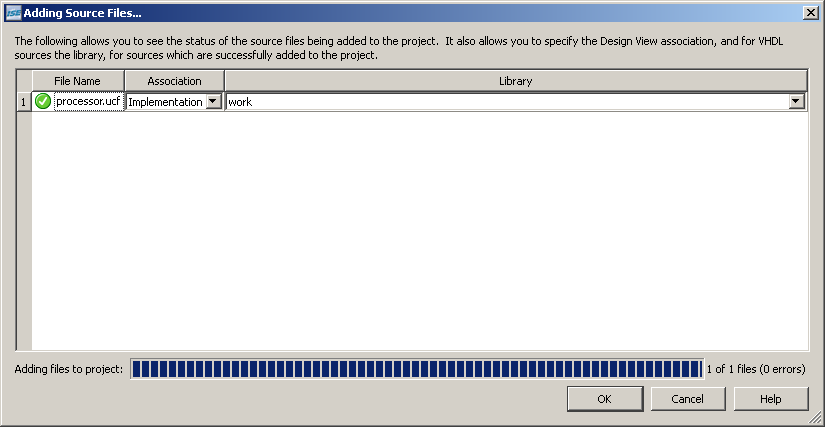 ISE Adding Source Files...
The following allows you to see the status of the source files being added to the project. It also allows you to specify the Design View association, and for VHDL
sources the library, for sources which are successfully added to the project.
File Name Association Library
1 processor.ucf Implementation work
Adding files to project: 1 of 1 files (0 errors)
OK Cancel Help